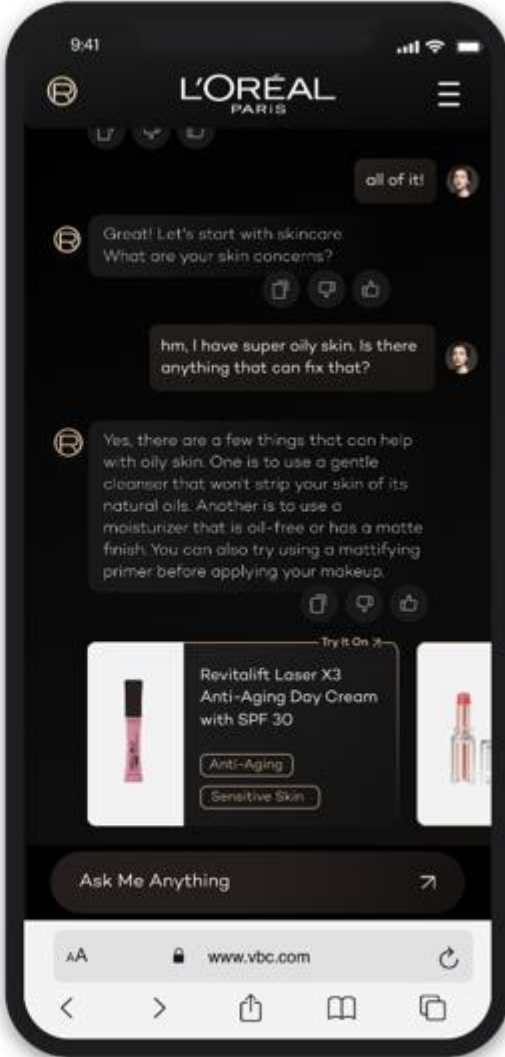 9:41
L'ORÉAL
PARIS
all of it!
Great! Let's start with skincare
What are your skin concerns?
hm, I have super oily skin. Is there
anything that can fix that?
Yes, there are a few things that can help
with oily skin. One is to use a gentle
cleanser that won't strip your skin of its
natural oils. Another is to use a
moisturizer that is oil-free or has a matte
finish. You can also try using a mattifying
primer before applying your makeup.
Try It On
Revitalift Laser X3
Anti-Aging Day Cream
with SPF 30
Anti-Aging
Sensitive Skin
Ask Me Anything
AA
www.vbc.com